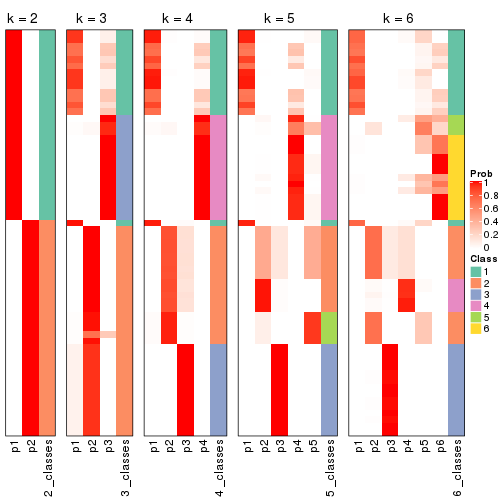 k = 2 k = 3 k = 4 k = 5 k = 6
p1 p2 2_classes
p1 p2 p3 3_classes
p1 p2 p3 p4 4_classes
p1 p2 p3 p4 p5 5_classes
p1 p2 p3 p4 p5 p6 6_classes
Prob
1
0.8
0.6
0.4
0.2
0
Class
1
2
3
4
5
6